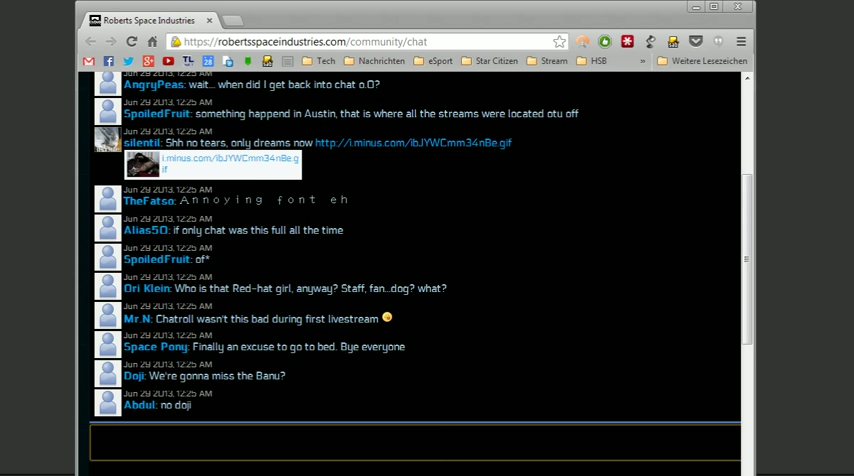 Roberts Space Industries
https://robertsspaceindustries.com/community/chat
Tech
Nachrichten
eSport
Star Citizen
Stream
HSB
»
Weitere Lesezeichen
Jun 29 2013, 12:25 AM
AngryPeas: wait... when did I get back into chat o.O?
Jun 29 2013, 12:25 AM
SpoiledFruit: something happend in Austin, that is where all the streams were located otu off
Jun 29 2013, 12:25 AM
silentil: Shh no tears, only dreams now http://i.minus.com/ibJYWCmm34nBe.gif
i.minus.com/ibJYWCmm34nBe.g
if
Jun 29 2013, 12:25 AM
TheFatso: Annoying font eh
Jun 29 2013, 12:25 AM
Alias50: if only chat was this full all the time
Jun 29 2013, 12:25 AM
SpoiledFruit: of*
Jun 29 2013, 12:25 AM
Ori Klein: Who is that Red-hat girl, anyway? Staff, fan...dog? what?
Jun 29 2013, 12:25 AM
Mr.N: Chatroll wasn't this bad during first livestream
Jun 29 2013, 12:25 AM
Space Pony: Finally an excuse to go to bed. Bye everyone
Jun 29 2013, 12:25 AM
Doji: We're gonna miss the Banu?
Jun 29 2013, 12:25 AM
Abdul: no doji